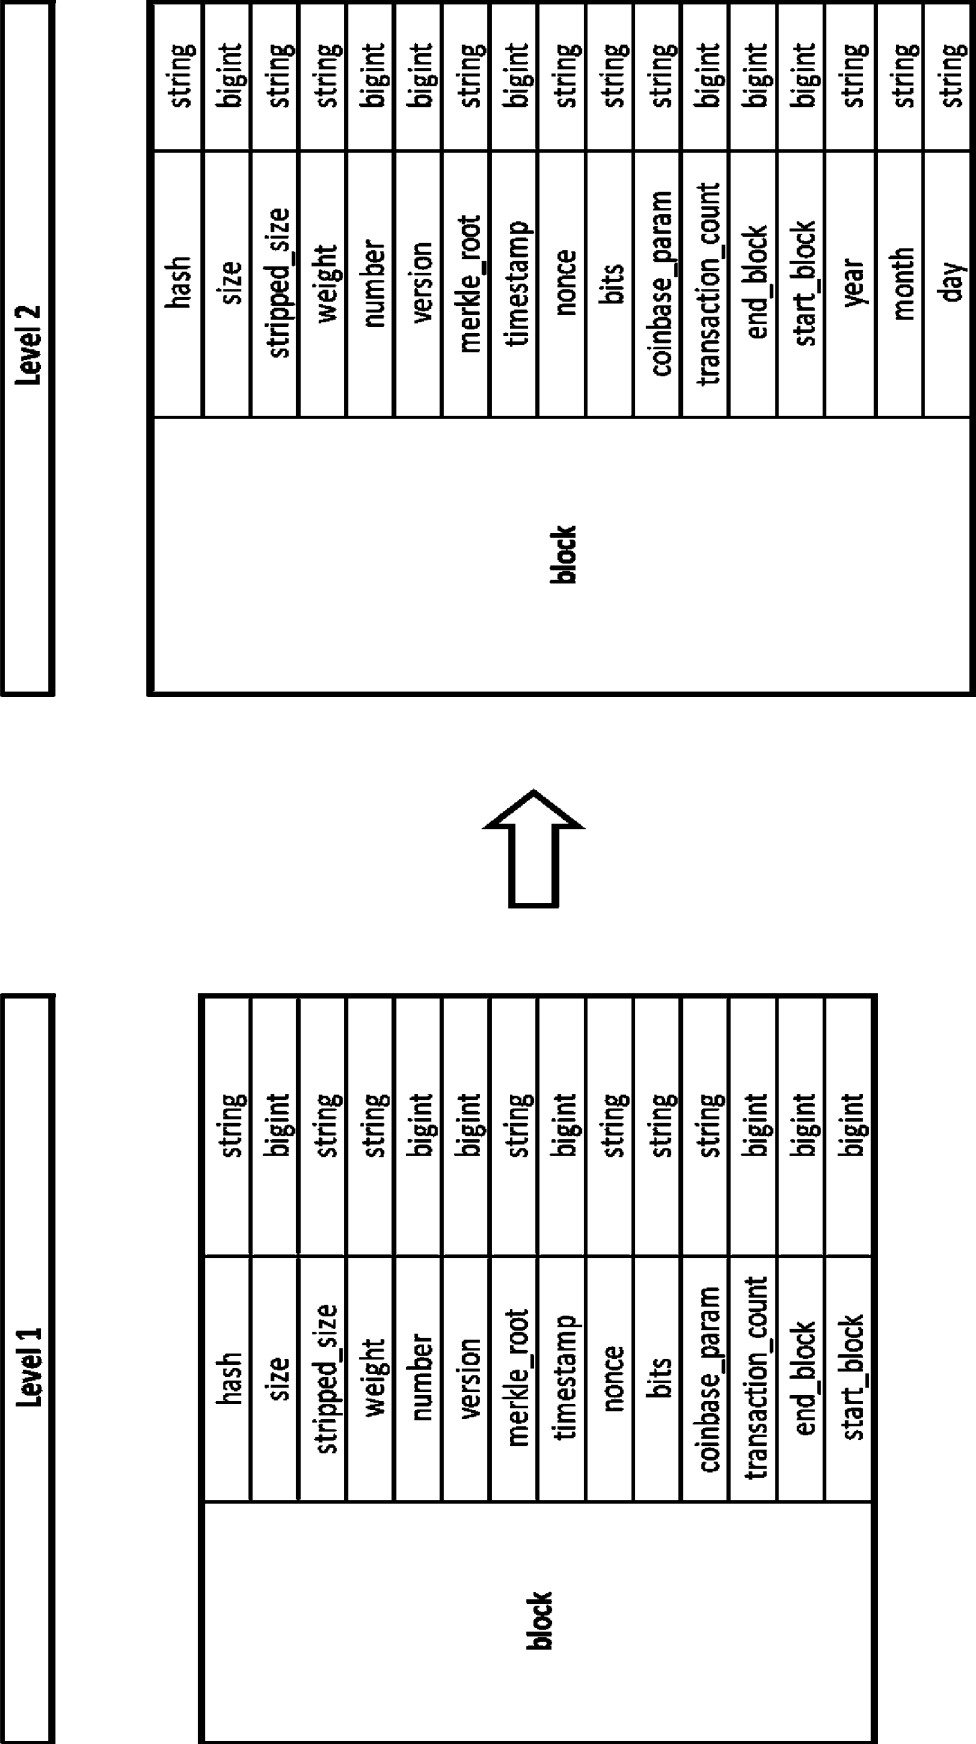 Level 1
block
hash string
size bigint
stripped_size string
weight string
number bigint
version bigint
merkle_root string
timestamp bigint
nonce string
bits string
coinbase_param string
transaction_count bigint
end_block bigint
start_block bigint
Level 2
block
hash string
size bigint
stripped_size string
weight string
number bigint
version bigint
merkle_root string
timestamp bigint
nonce string
bits string
coinbase_param string
transaction_count bigint
end_block bigint
start_block bigint
year string
month string
day string